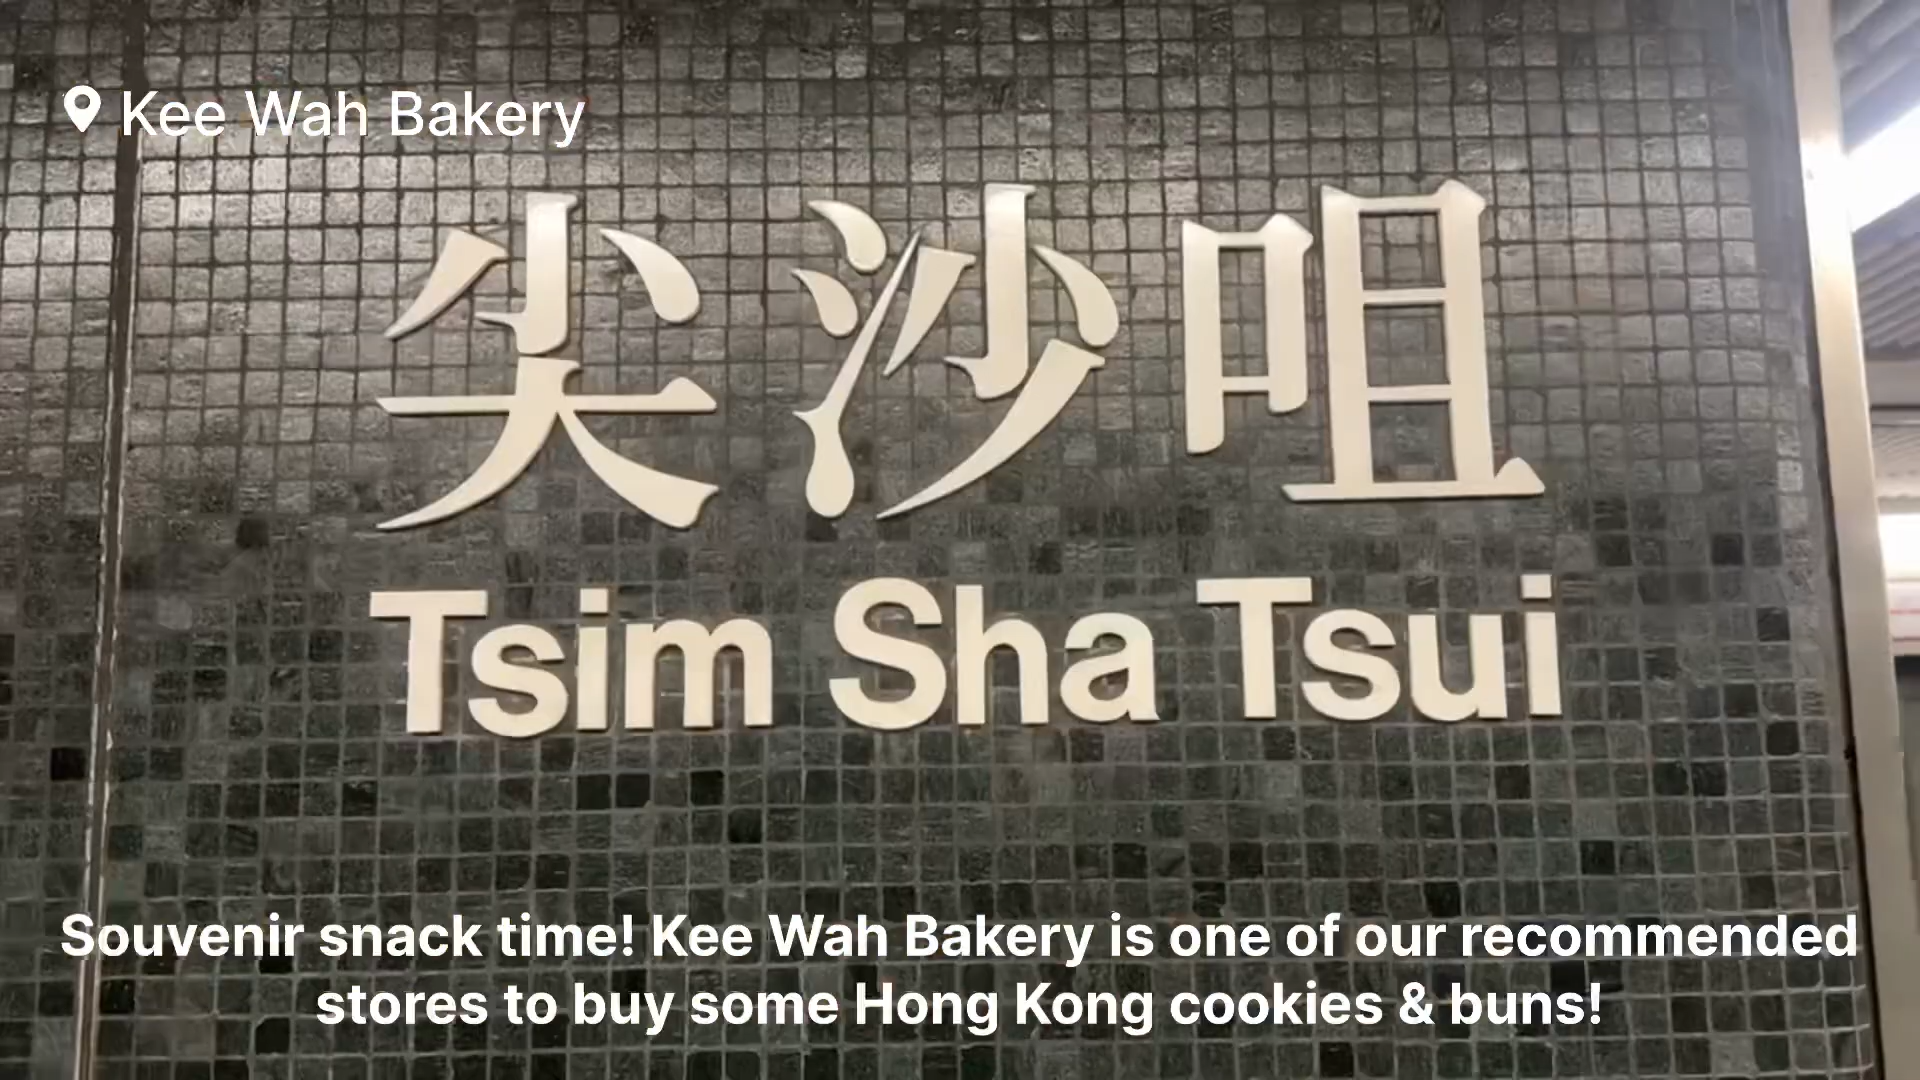 Kee Wah Bakery
尖沙咀
Tsim Sha Tsui
Souvenir snack time! Kee Wah Bakery is one of our recommended
stores to buy some Hong Kong cookies & buns!